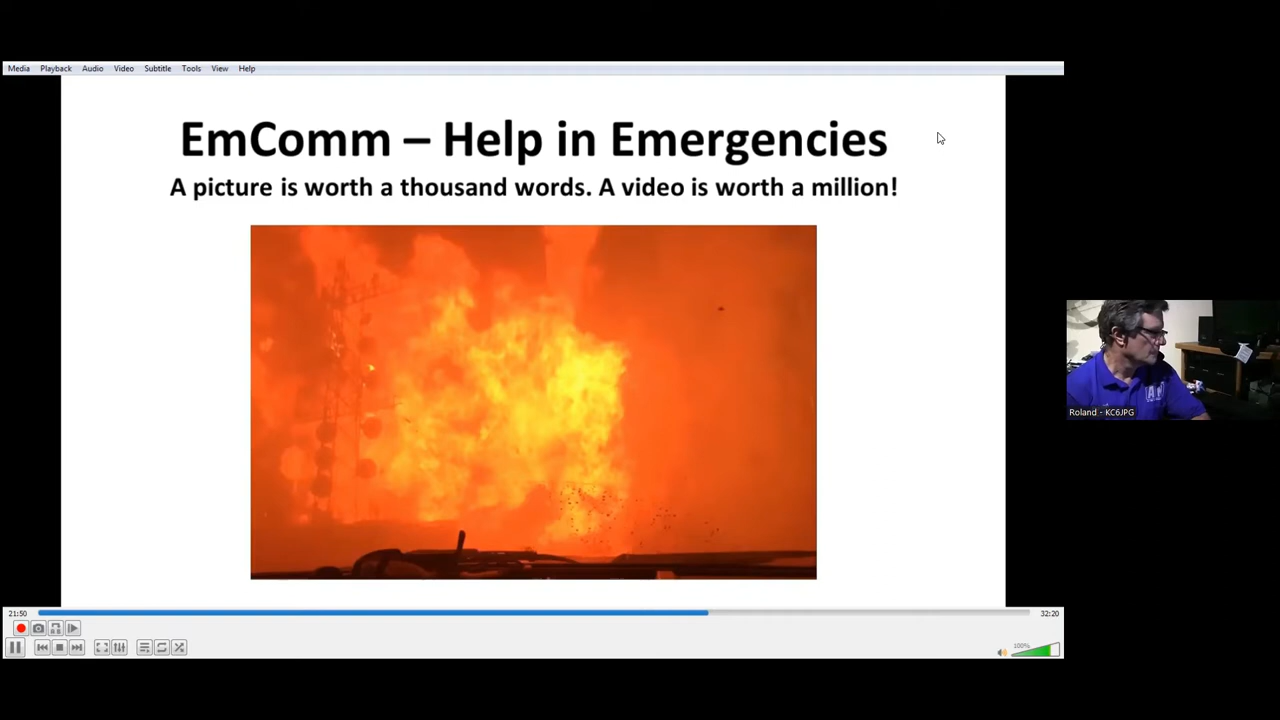 Media Playback Audio Video Subtitle Tools View Help
EmComm – Help in Emergencies
A picture is worth a thousand words. A video is worth a million!
Roland - KC6JPG
21:50
32:20
100%